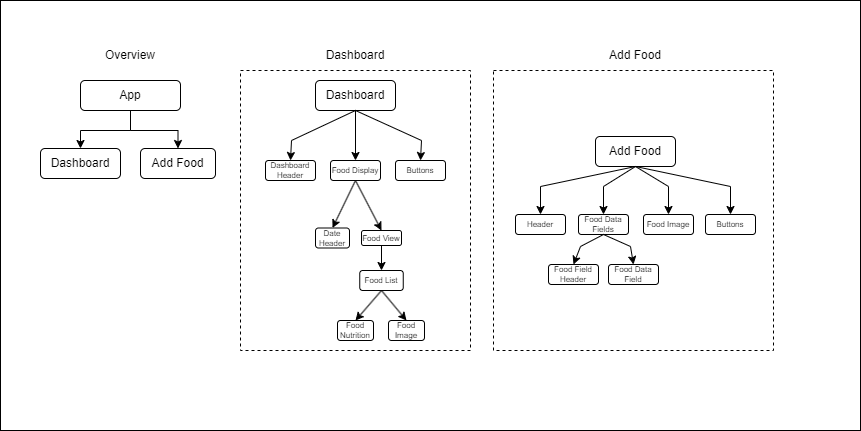 Overview
App
Dashboard
Add Food
Dashboard
Dashboard
Dashboard
Header
Food Display
Buttons
Date
Header
Food View
Food List
Food
Nutrition
Food
Image
Add Food
Add Food
Header
Food Data
Fields
Food Image
Buttons
Food Field
Header
Food Data
Field